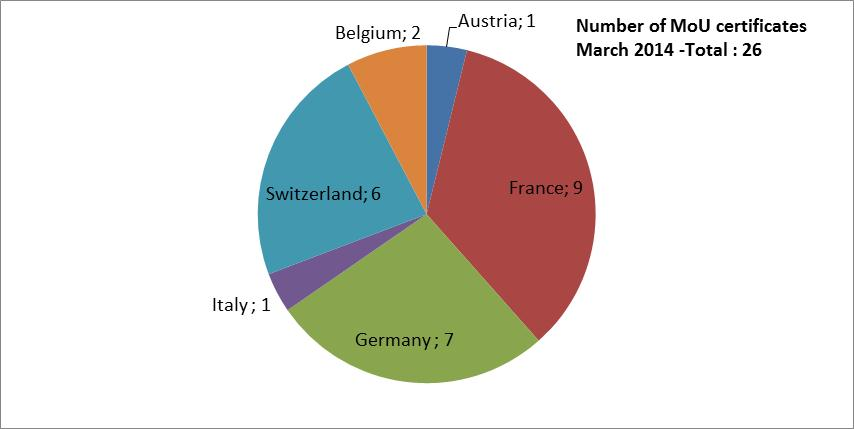 Number of MoU certificates
March 2014 -Total : 26
Austria; 1
Belgium; 2
France; 9
Switzerland; 6
Italy ; 1
Germany ; 7